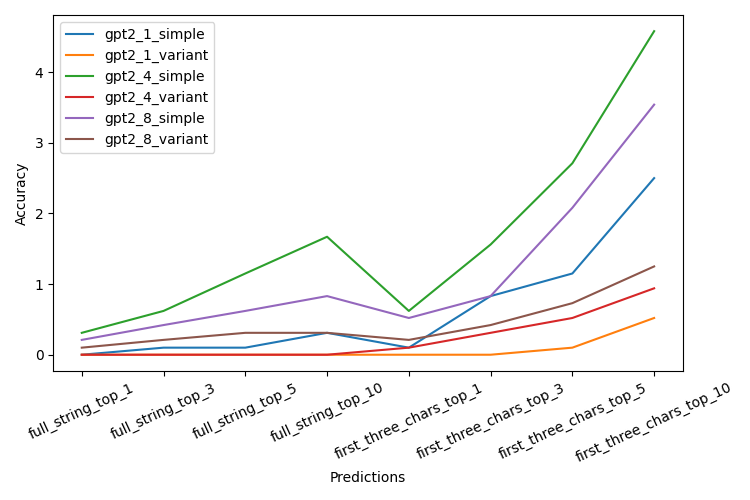 gpt2_1_simple
gpt2_1_variant
gpt2_4_simple
gpt2_4_variant
gpt2_8_simple
gpt2_8_variant
4
3
2
1
0
Accuracy
full_string_top_1
full_string_top_3
full_string_top_5
full_string_top_10
first_three_chars_top_1
first_three_chars_top_3
first_three_chars_top_5
first_three_chars_top_10
Predictions